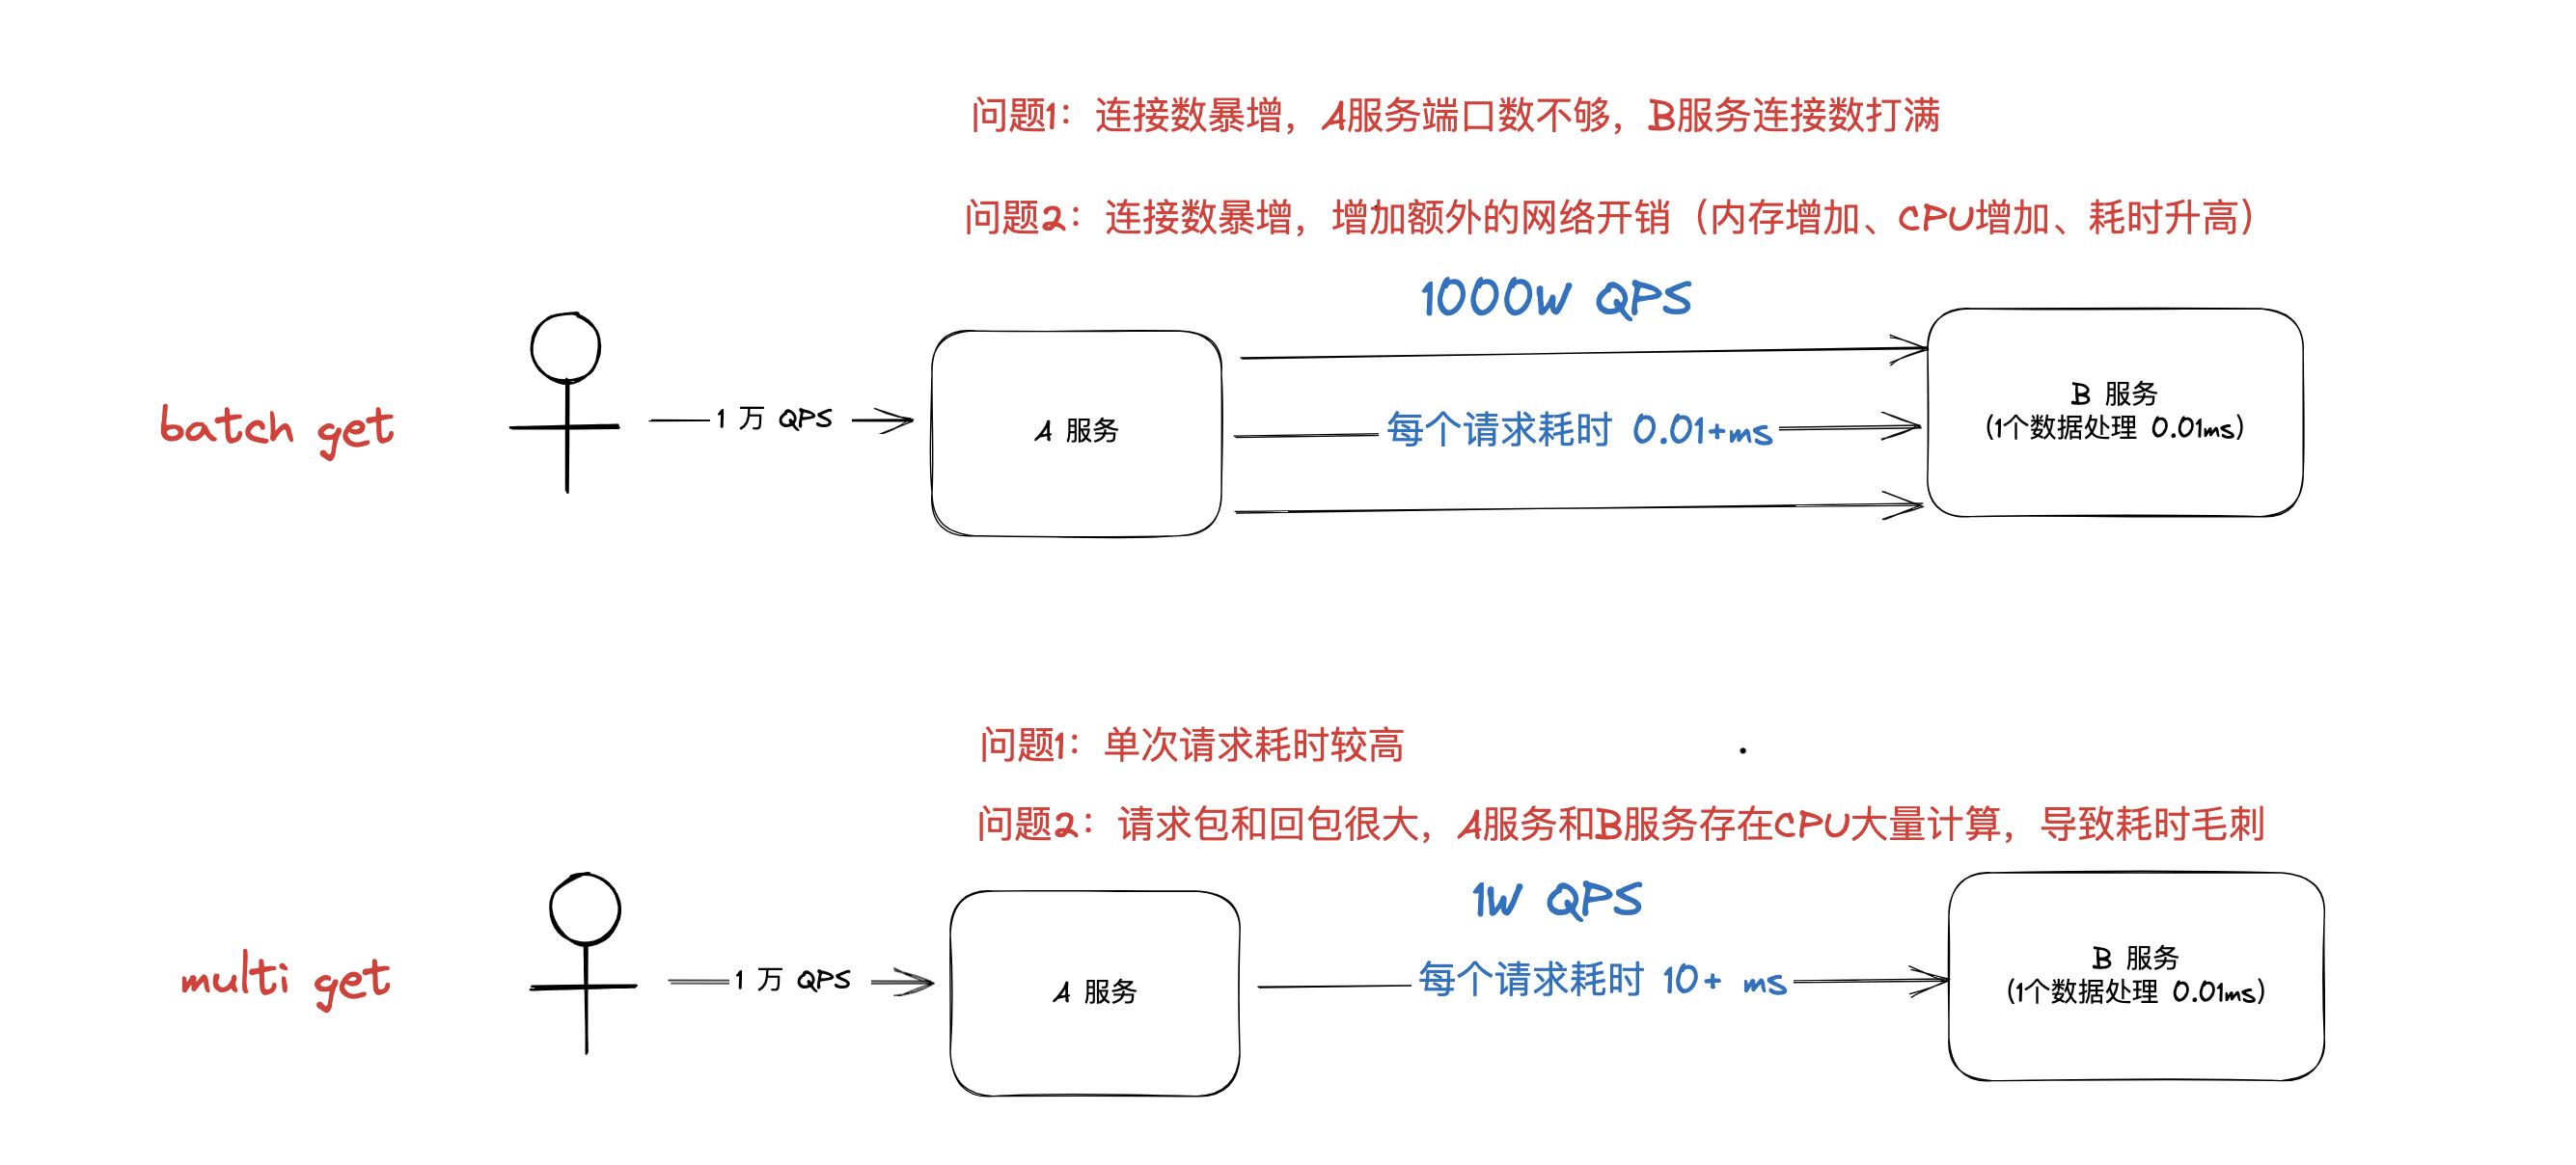 问题1：连接数暴增，A服务端口数不够，B服务连接数打满
问题2：连接数暴增，增加额外的网络开销（内存增加、CPU增加、耗时升高）
1000W QPS
batch get
1 万 QPS
A 服务
每个请求耗时 0.01+ms
B 服务
(1个数据处理 0.01ms)
问题1：单次请求耗时较高
问题2：请求包和回包很大，A服务和B服务存在CPU大量计算，导致耗时毛刺
1W QPS
multi get
1 万 QPS
A 服务
每个请求耗时 10+ ms
B 服务
(1个数据处理 0.01ms)